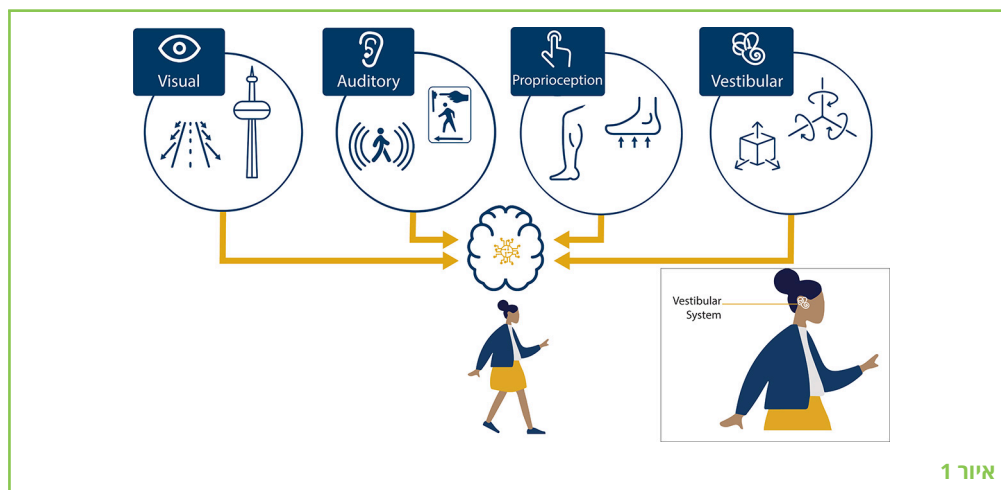 Visual
Auditory
Proprioception
Vestibular
Vestibular
System
איור 1